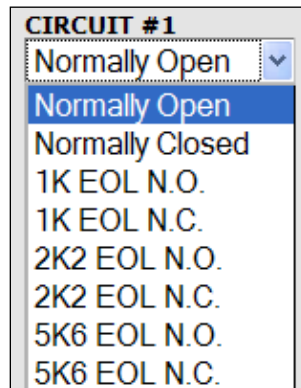 CIRCUIT #1
Normally Open
Normally Open
Normally Closed
1K EOL N.O.
1K EOL N.C.
2K2 EOL N.O.
2K2 EOL N.C.
5K6 EOL N.O.
5K6 EOL N.C.